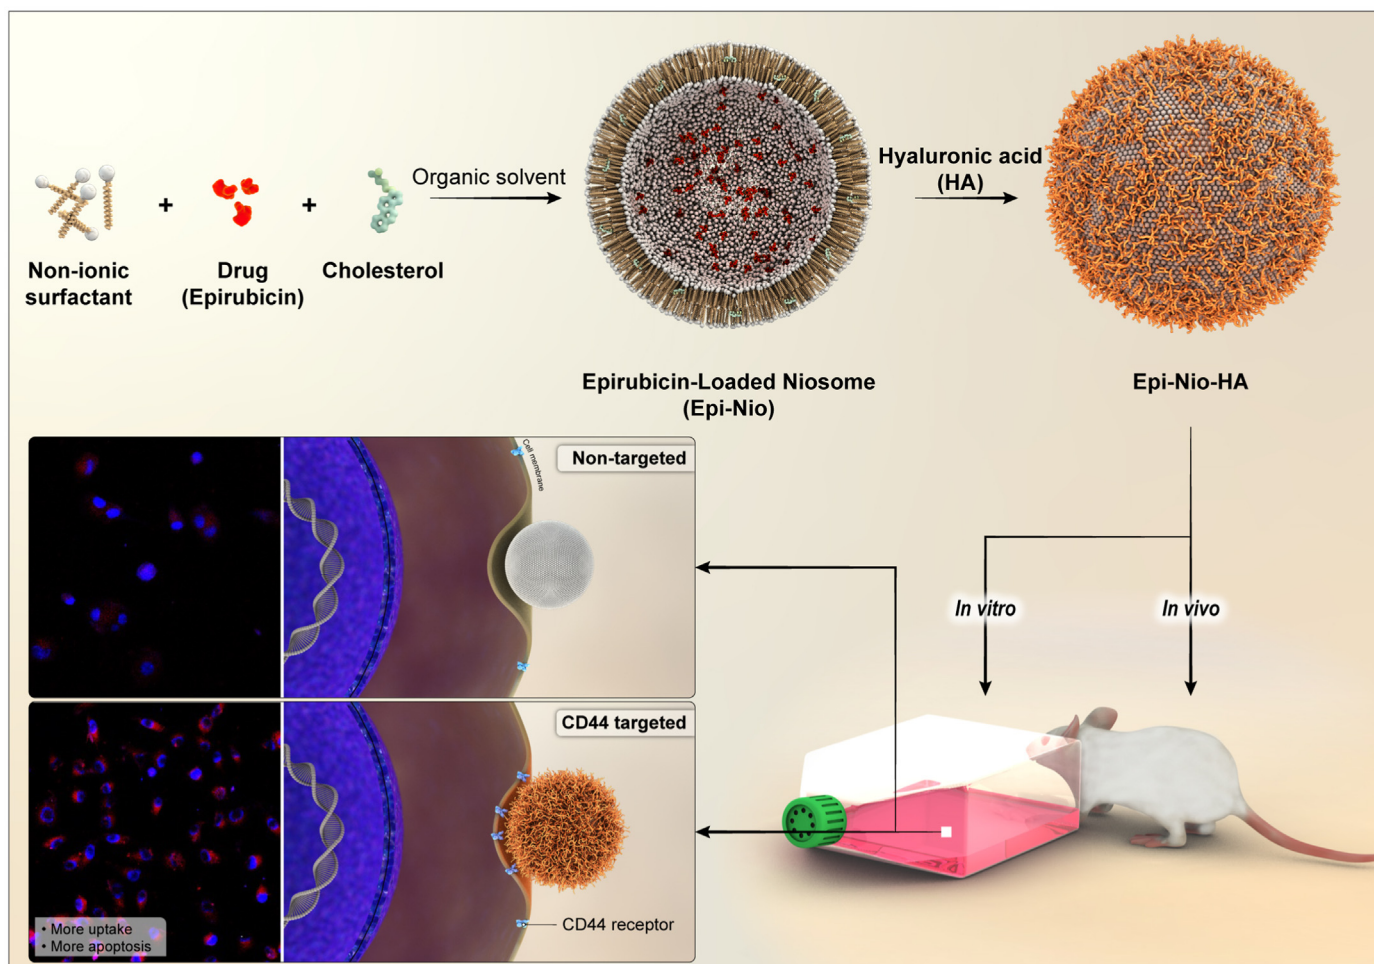 Organic solvent
Hyaluronic acid
(HA)
+
+
Non-ionic
surfactant
Drug
(Epirubicin)
Cholesterol
Epirubicin-Loaded Niosome
(Epi-Nio)
Epi-Nio-HA
Non-targeted
Cell membrane
In vitro
In vivo
CD44 targeted
CD44 receptor
• More uptake
• More apoptosis